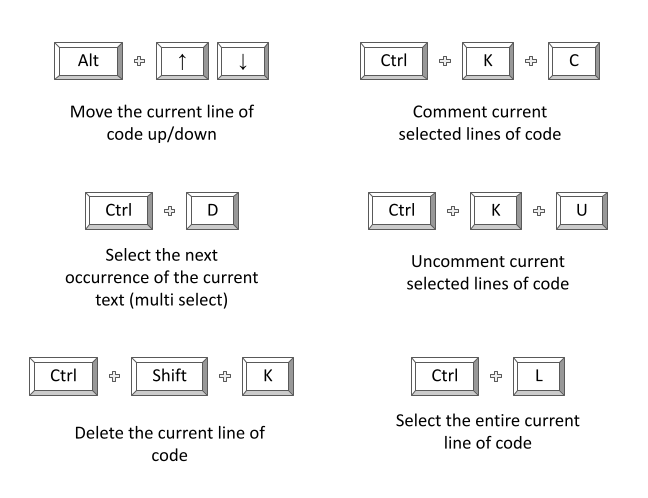 Alt + ↑ ↓
Move the current line of
code up/down
Ctrl + K + C
Comment current
selected lines of code
Ctrl + D
Select the next
occurrence of the current
text (multi select)
Ctrl + K + U
Uncomment current
selected lines of code
Ctrl + Shift + K
Delete the current line of
code
Ctrl + L
Select the entire current
line of code